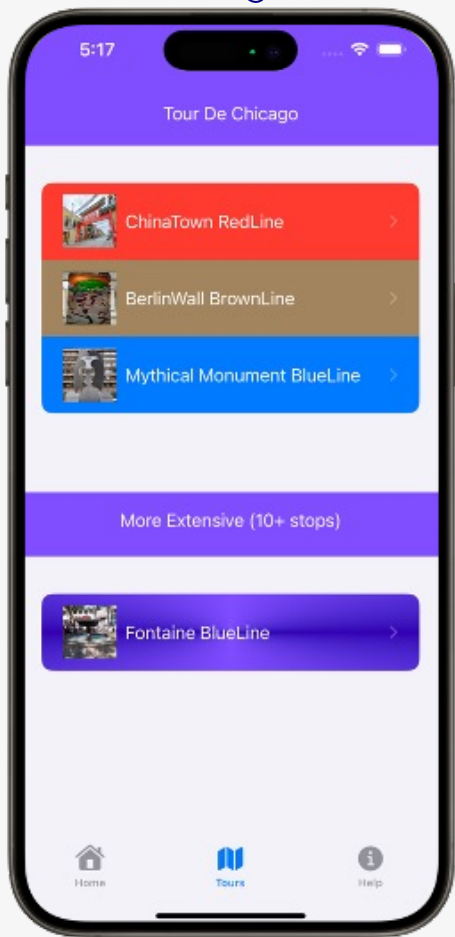 5:17
Tour De Chicago
ChinaTown RedLine
BerlinWall BrownLine
Mythical Monument BlueLine
More Extensive (10+ stops)
Fontaine BlueLine
Home
Tours
Help